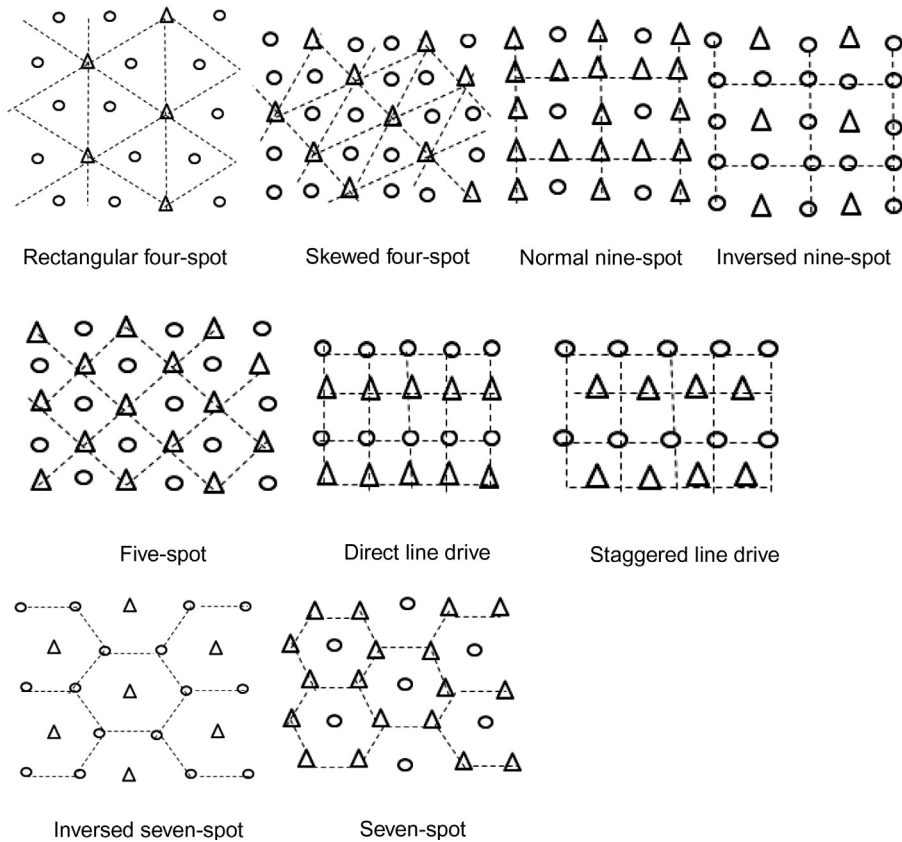 Rectangular four-spot
Skewed four-spot
Normal nine-spot
Inversed nine-spot
Five-spot
Direct line drive
Staggered line drive
Inversed seven-spot
Seven-spot